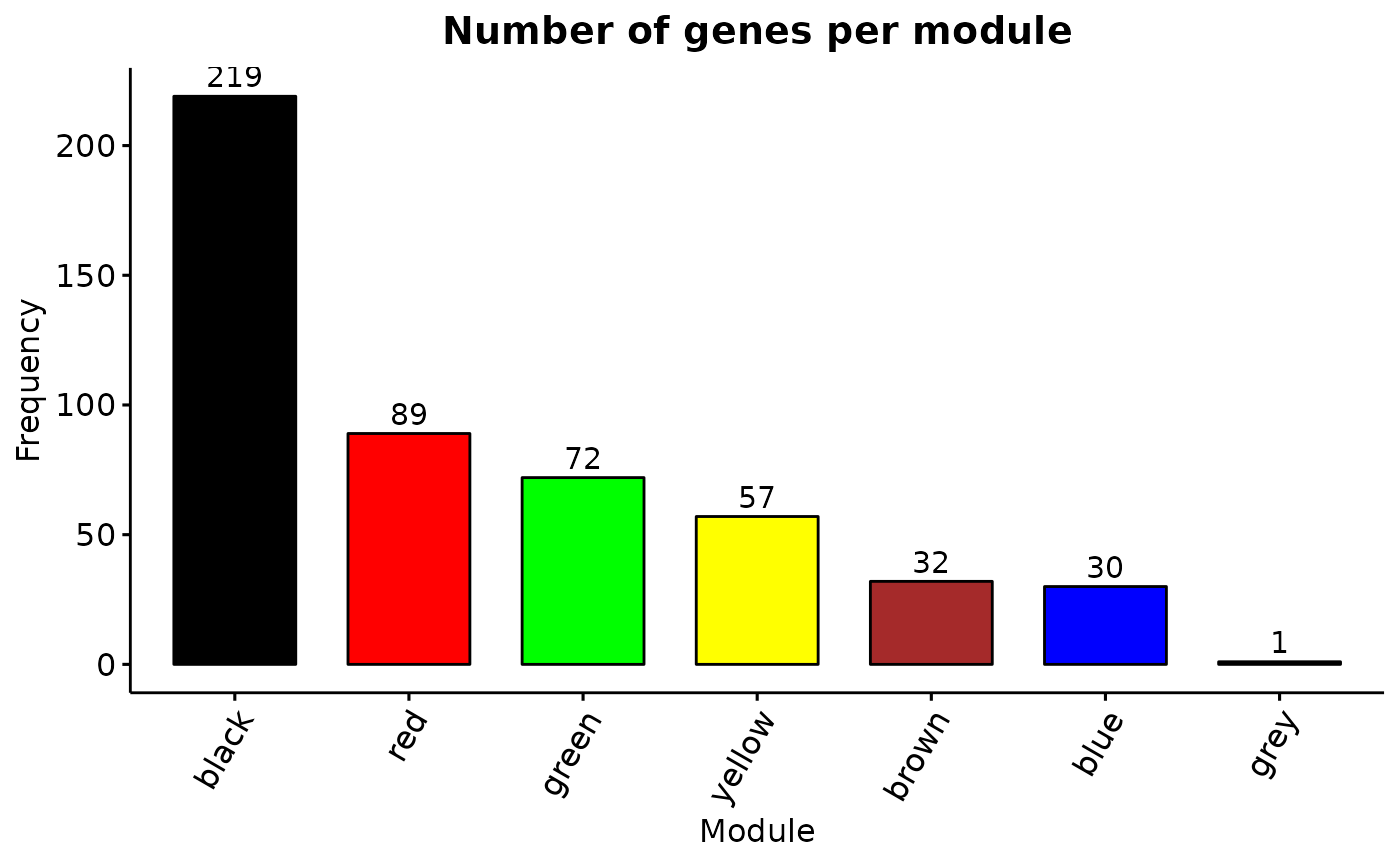 Number of genes per module
219
89
72
57
32
30
1
200
150
100
50
0
Frequency
black
red
green
yellow
brown
blue
grey
Module